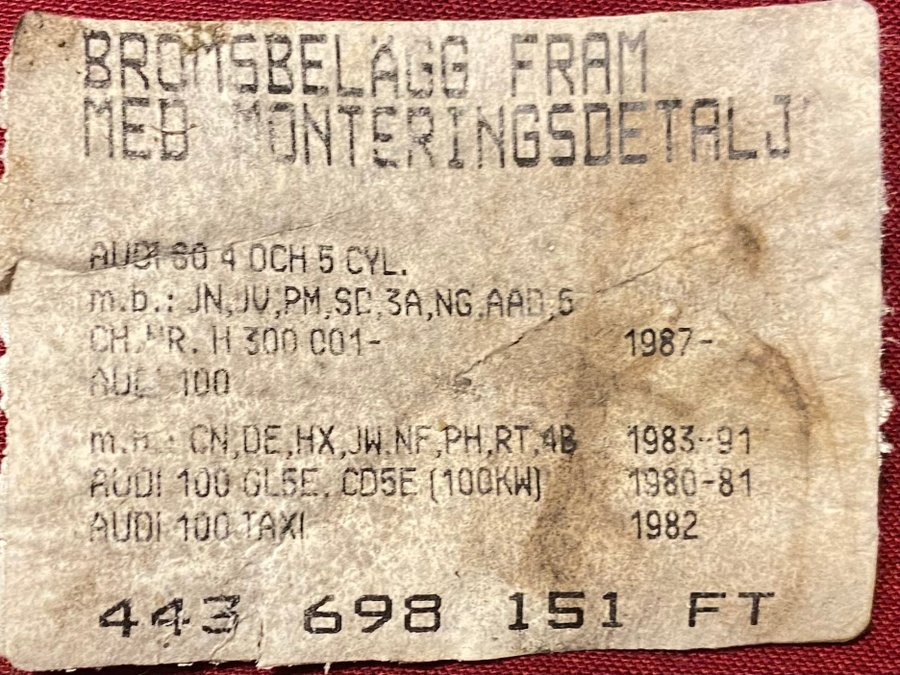 BROMSBELÄGG FRAM
MED MONTERINGSDETALJ
AUDI 80 4 OCH 5 CYL.
m.b.: JN,JV,PM,SD,3A,NG,AAD,6
CH.NR. H 300 001- 1987-
AUDI 100
m.b.: CN,DE,HX,JW.NF,PH,RT,4B 1983-91
AUDI 100 GL5E, CD5E (100KW) 1980-81
AUDI 100 TAXI 1982
443 698 151 FT